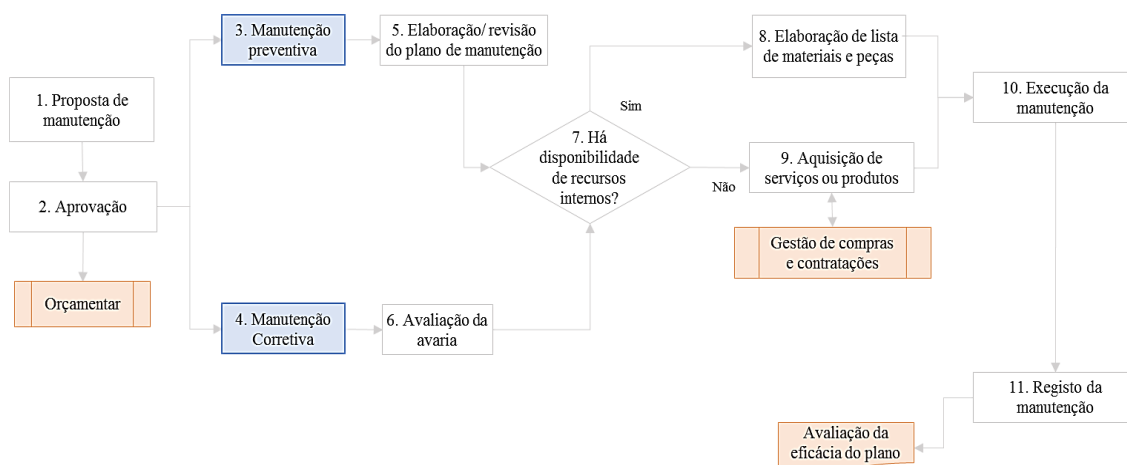 1. Proposta de
manutenção
2. Aprovação
Orçamentar
3. Manutenção
preventiva
4. Manutenção
Corretiva
5. Elaboração/ revisão
do plano de manutenção
6. Avaliação da
avaria
7. Há
disponibilidade
de recursos
internos?
Sim
Não
8. Elaboração de lista
de materiais e peças
9. Aquisição de
serviços ou produtos
Gestão de compras
e contratações
10. Execução da
manutenção
11. Registo da
manutenção
Avaliação da
eficácia do plano